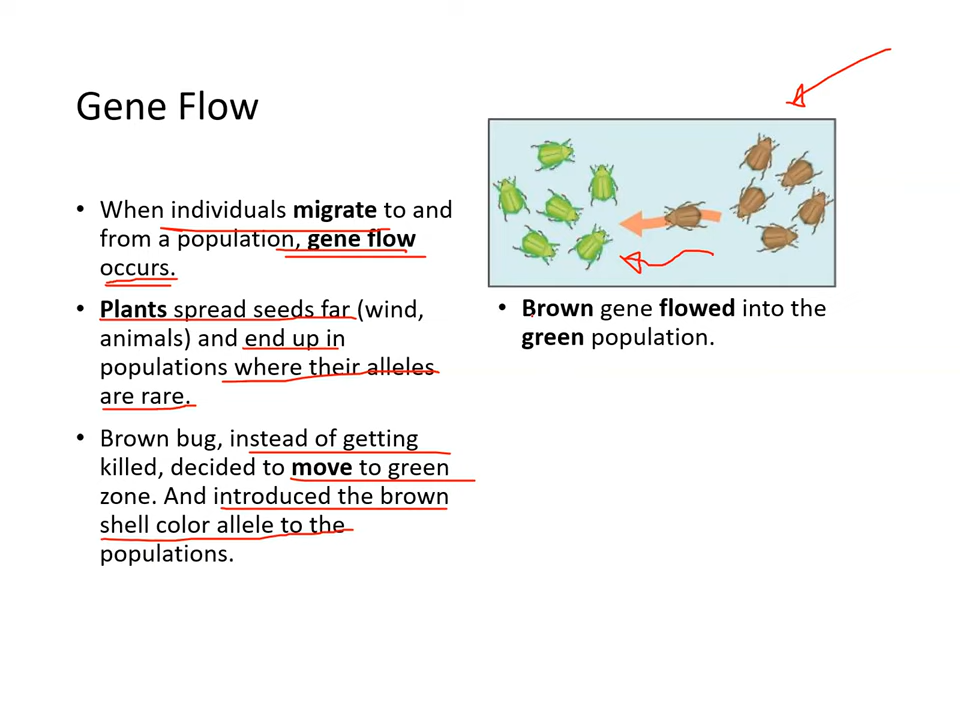 Gene Flow
• When individuals migrate to and
from a population, gene flow
occurs.
• Plants spread seeds far (wind,
animals) and end up in
populations where their alleles
are rare.
• Brown bug, instead of getting
killed, decided to move to green
zone. And introduced the brown
shell color allele to the
populations.
• Brown gene flowed into the
green population.